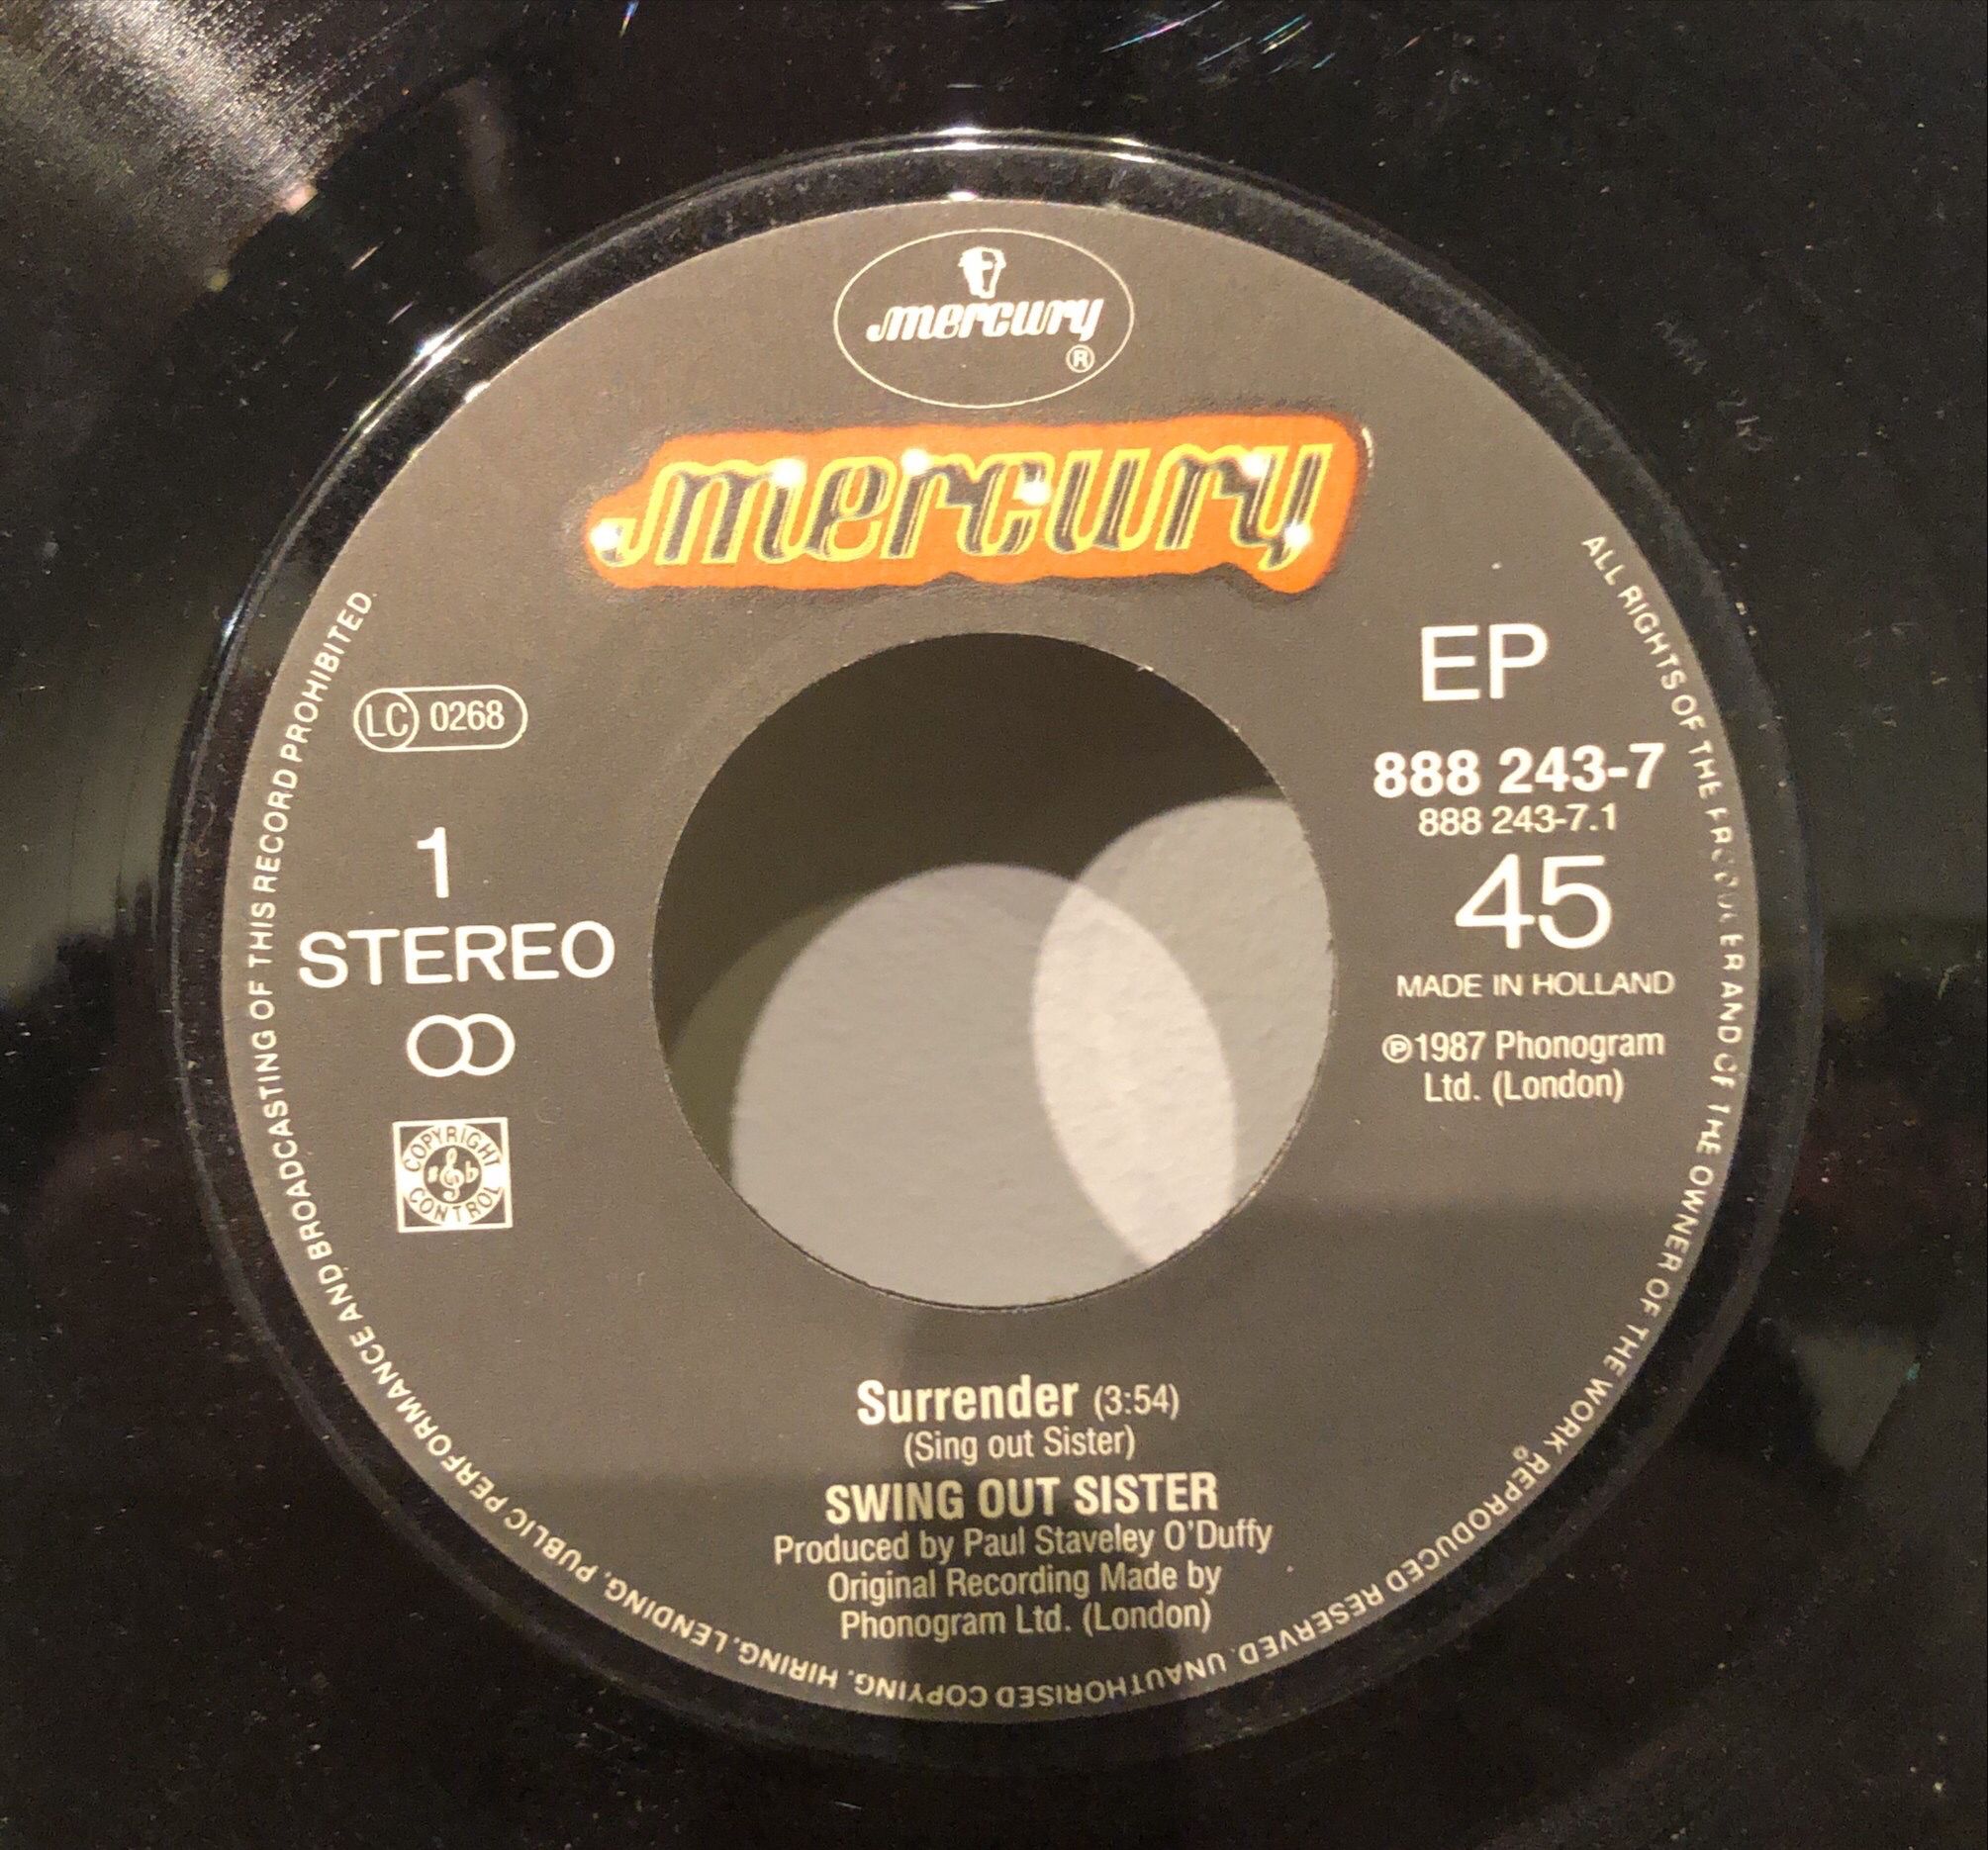 mercury
®
mercury
LC 0268
1
STEREO
COPYRIGHT
CONTROL
EP
888 243-7
888 243-7.1
45
MADE IN HOLLAND
℗1987 Phonogram
Ltd. (London)
Surrender (3:54)
(Sing out Sister)
SWING OUT SISTER
Produced by Paul Staveley O'Duffy
Original Recording Made by
Phonogram Ltd. (London)
ALL RIGHTS OF THE PRODUCER AND OF THE OWNER OF THE WORK REPRODUCED RESERVED. UNAUTHORISED COPYING, HIRING, LENDING, PUBLIC PERFORMANCE AND BROADCASTING OF THIS RECORD PROHIBITED.